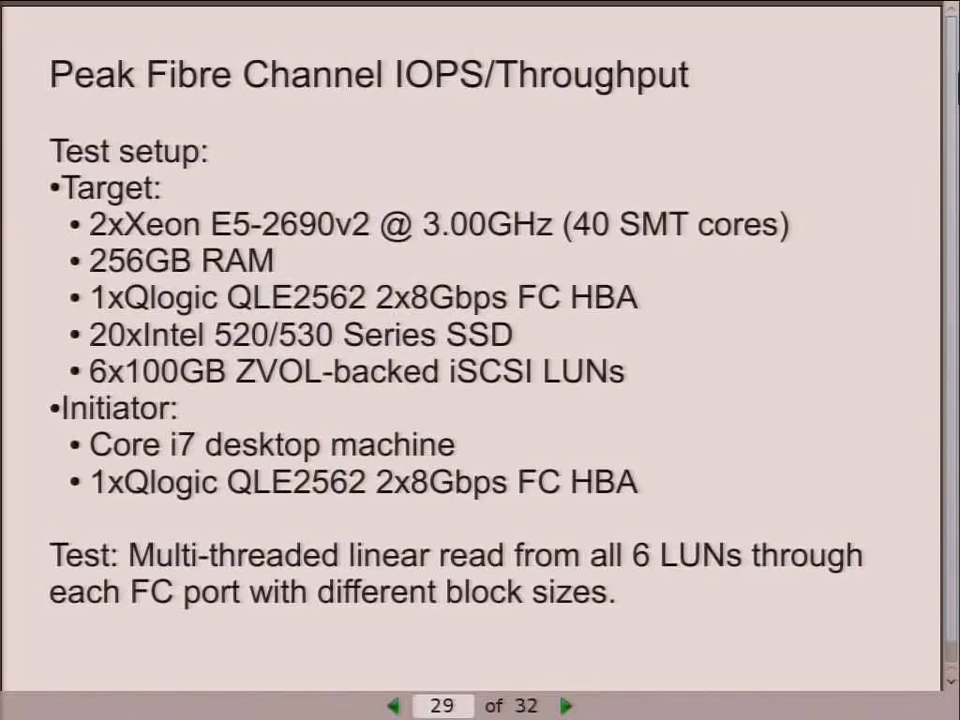 Peak Fibre Channel IOPS/Throughput
Test setup:
•Target:
• 2xXeon E5-2690v2 @ 3.00GHz (40 SMT cores)
• 256GB RAM
• 1xQlogic QLE2562 2x8Gbps FC HBA
• 20xIntel 520/530 Series SSD
• 6x100GB ZVOL-backed iSCSI LUNs
•Initiator:
• Core i7 desktop machine
• 1xQlogic QLE2562 2x8Gbps FC HBA
Test: Multi-threaded linear read from all 6 LUNs through
each FC port with different block sizes.
29 of 32